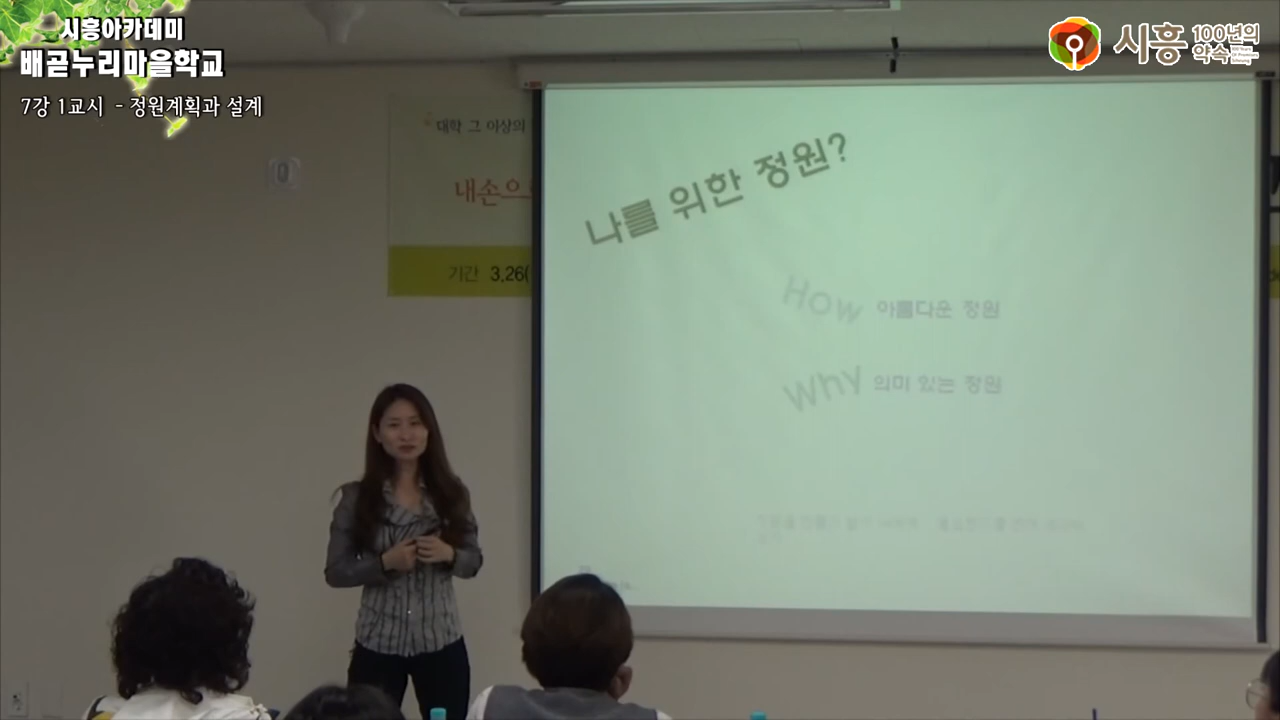 시흥아카데미
배곧누리마을학교
7강 1교시 - 정원계획과 설계
시흥 100년의 약속
대학 그 이상의
내손으로
기간 3.26(
나를 위한 정원?
How 아름다운 정원
Why 의미 있는 정원